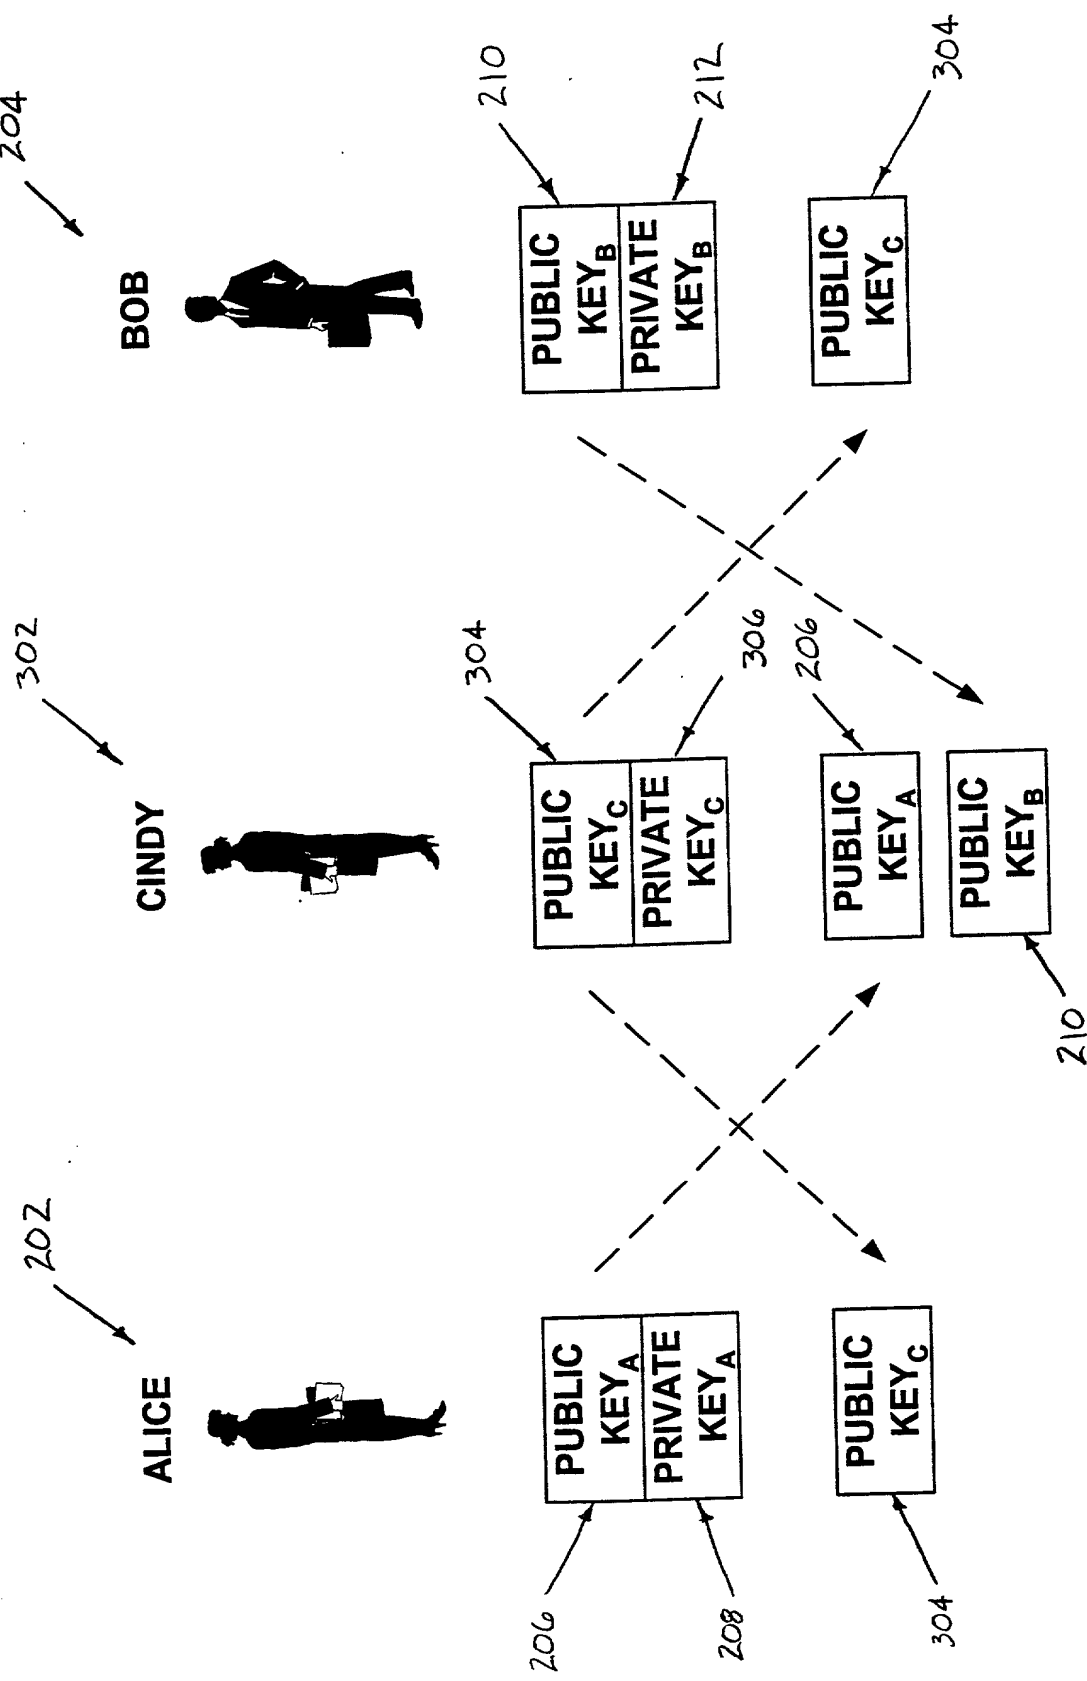 202
302
204
ALICE
CINDY
BOB
206
PUBLIC
KEYA
208
PRIVATE
KEYA
304
PUBLIC
KEYC
304
PUBLIC
KEYC
306
PRIVATE
KEYC
206
PUBLIC
KEYA
210
PUBLIC
KEYB
210
PUBLIC
KEYB
212
PRIVATE
KEYB
304
PUBLIC
KEYC